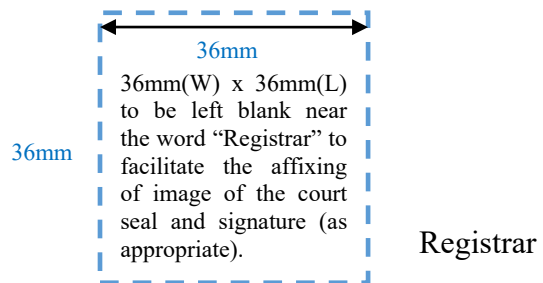 36mm
36mm(W) x 36mm(L)
to be left blank near
the word “Registrar” to
facilitate the affixing
of image of the court
seal and signature (as
appropriate).
36mm
Registrar